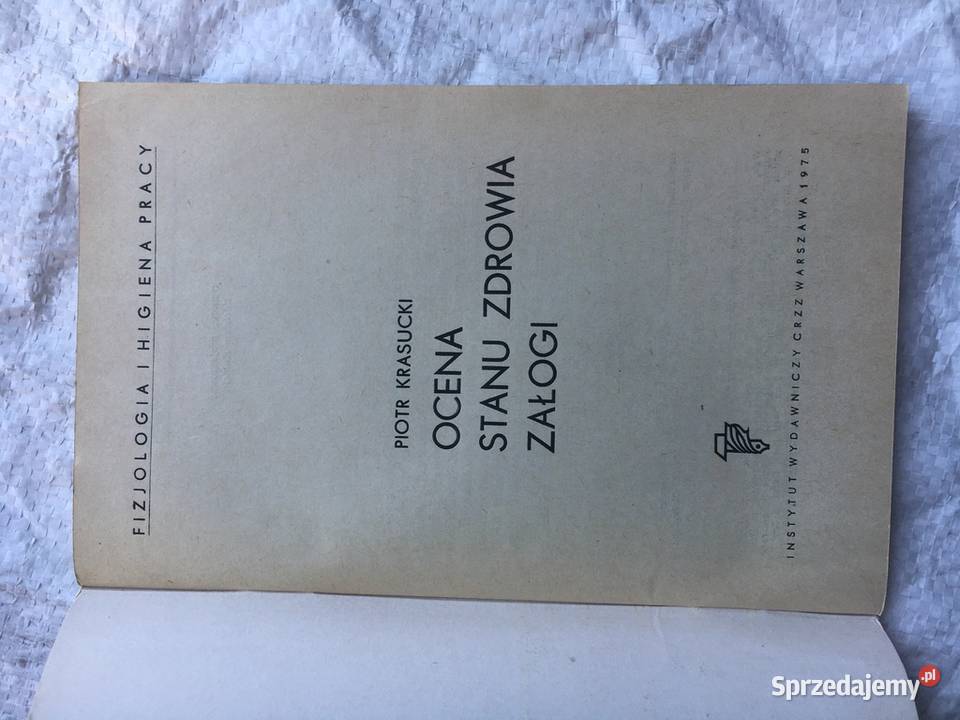 FIZJOLOGIA I HIGIENA PRACY
PIOTR KRASUCKI
OCENA
STANU ZDROWIA
ZAŁOGI
INSTYTUT WYDAWNICZY CRZZ WARSZAWA 1975
Sprzedajemy.pl